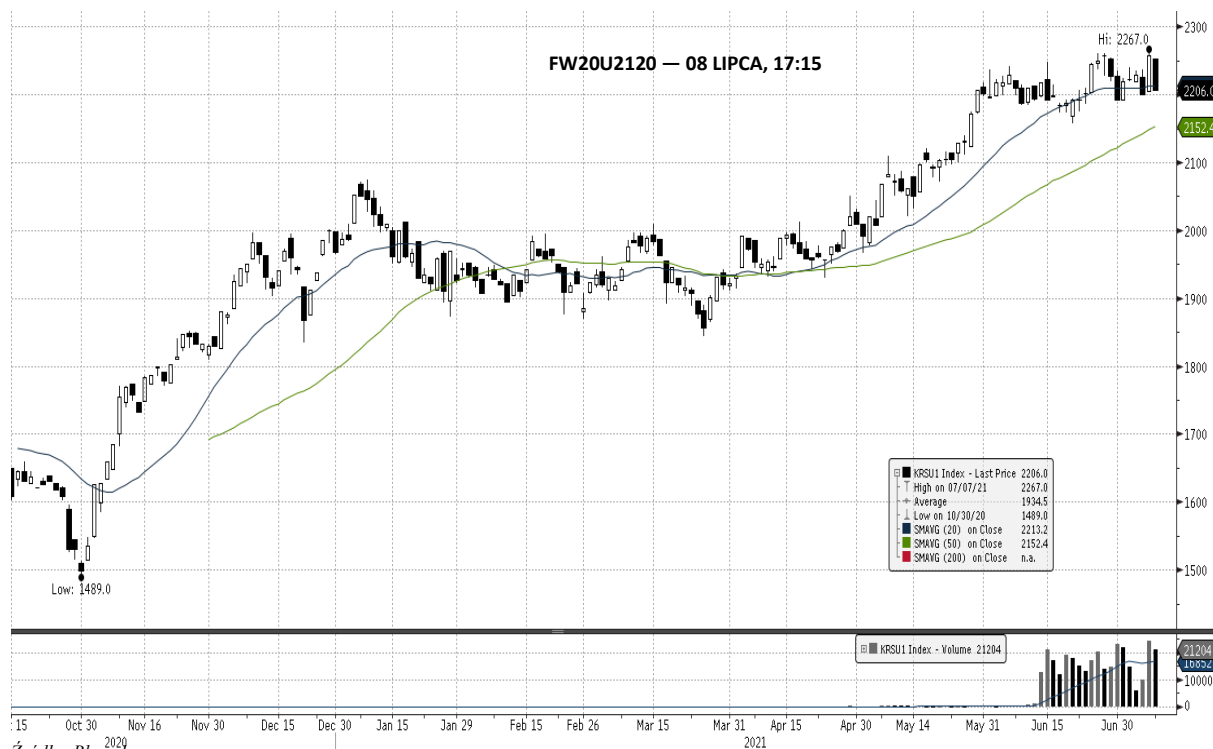 FW20U2120 — 08 LIPCA, 17:15
Hi: 2267.0
2300
2206.0
2152.4
2100
2000
1900
1800
1700
1600
1500
Low: 1489.0
KRSU1 Index - Last Price 2206.0
High on 07/07/21 2267.0
Average 1934.5
Low on 10/30/20 1489.0
SMAVG (20) on Close 2213.2
SMAVG (50) on Close 2152.4
SMAVG (200) on Close n.a.
KRSU1 Index - Volume 21204
21204
16852
10000
0
15 Oct 30 Nov 16 Nov 30 Dec 15 Dec 30 Jan 15 Jan 29 Feb 15 Feb 26 Mar 15 Mar 31 Apr 15 Apr 30 May 14 May 31 Jun 15 Jun 30
2020 2021